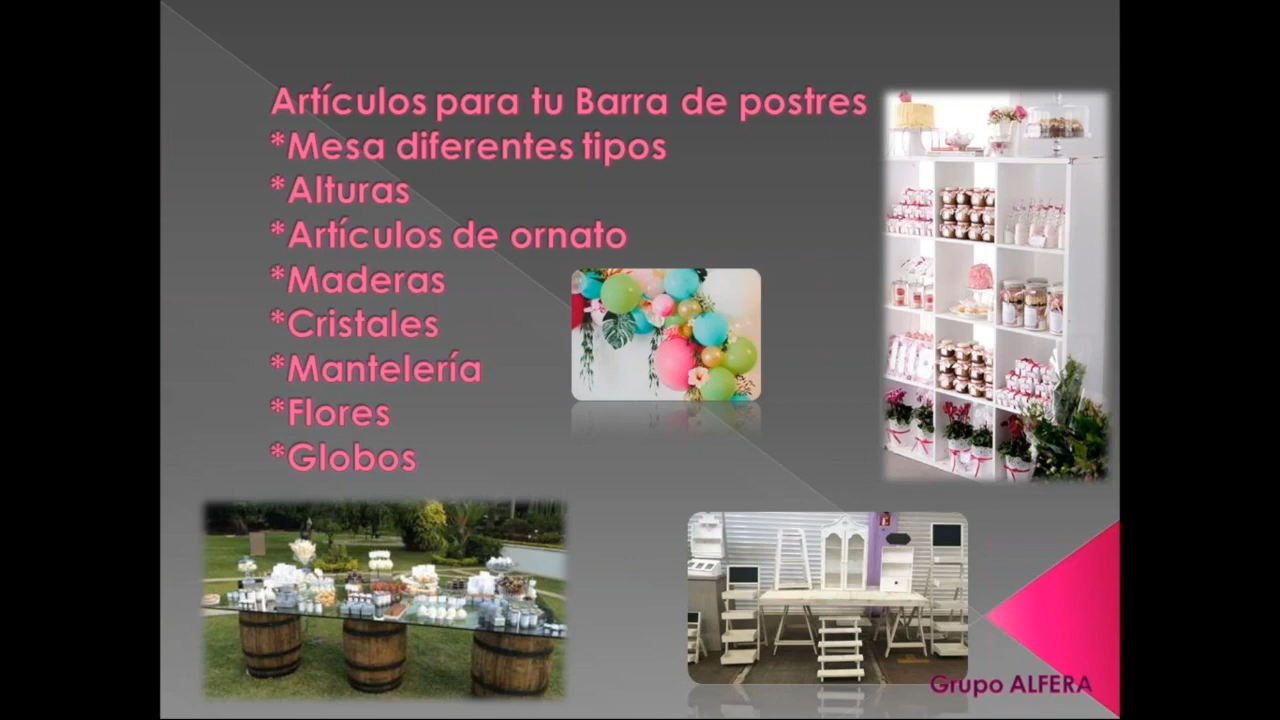 Artículos para tu Barra de postres
*Mesa diferentes tipos
*Alturas
*Artículos de ornato
*Maderas
*Cristales
*Mantelería
*Flores
*Globos
Grupo ALFERA